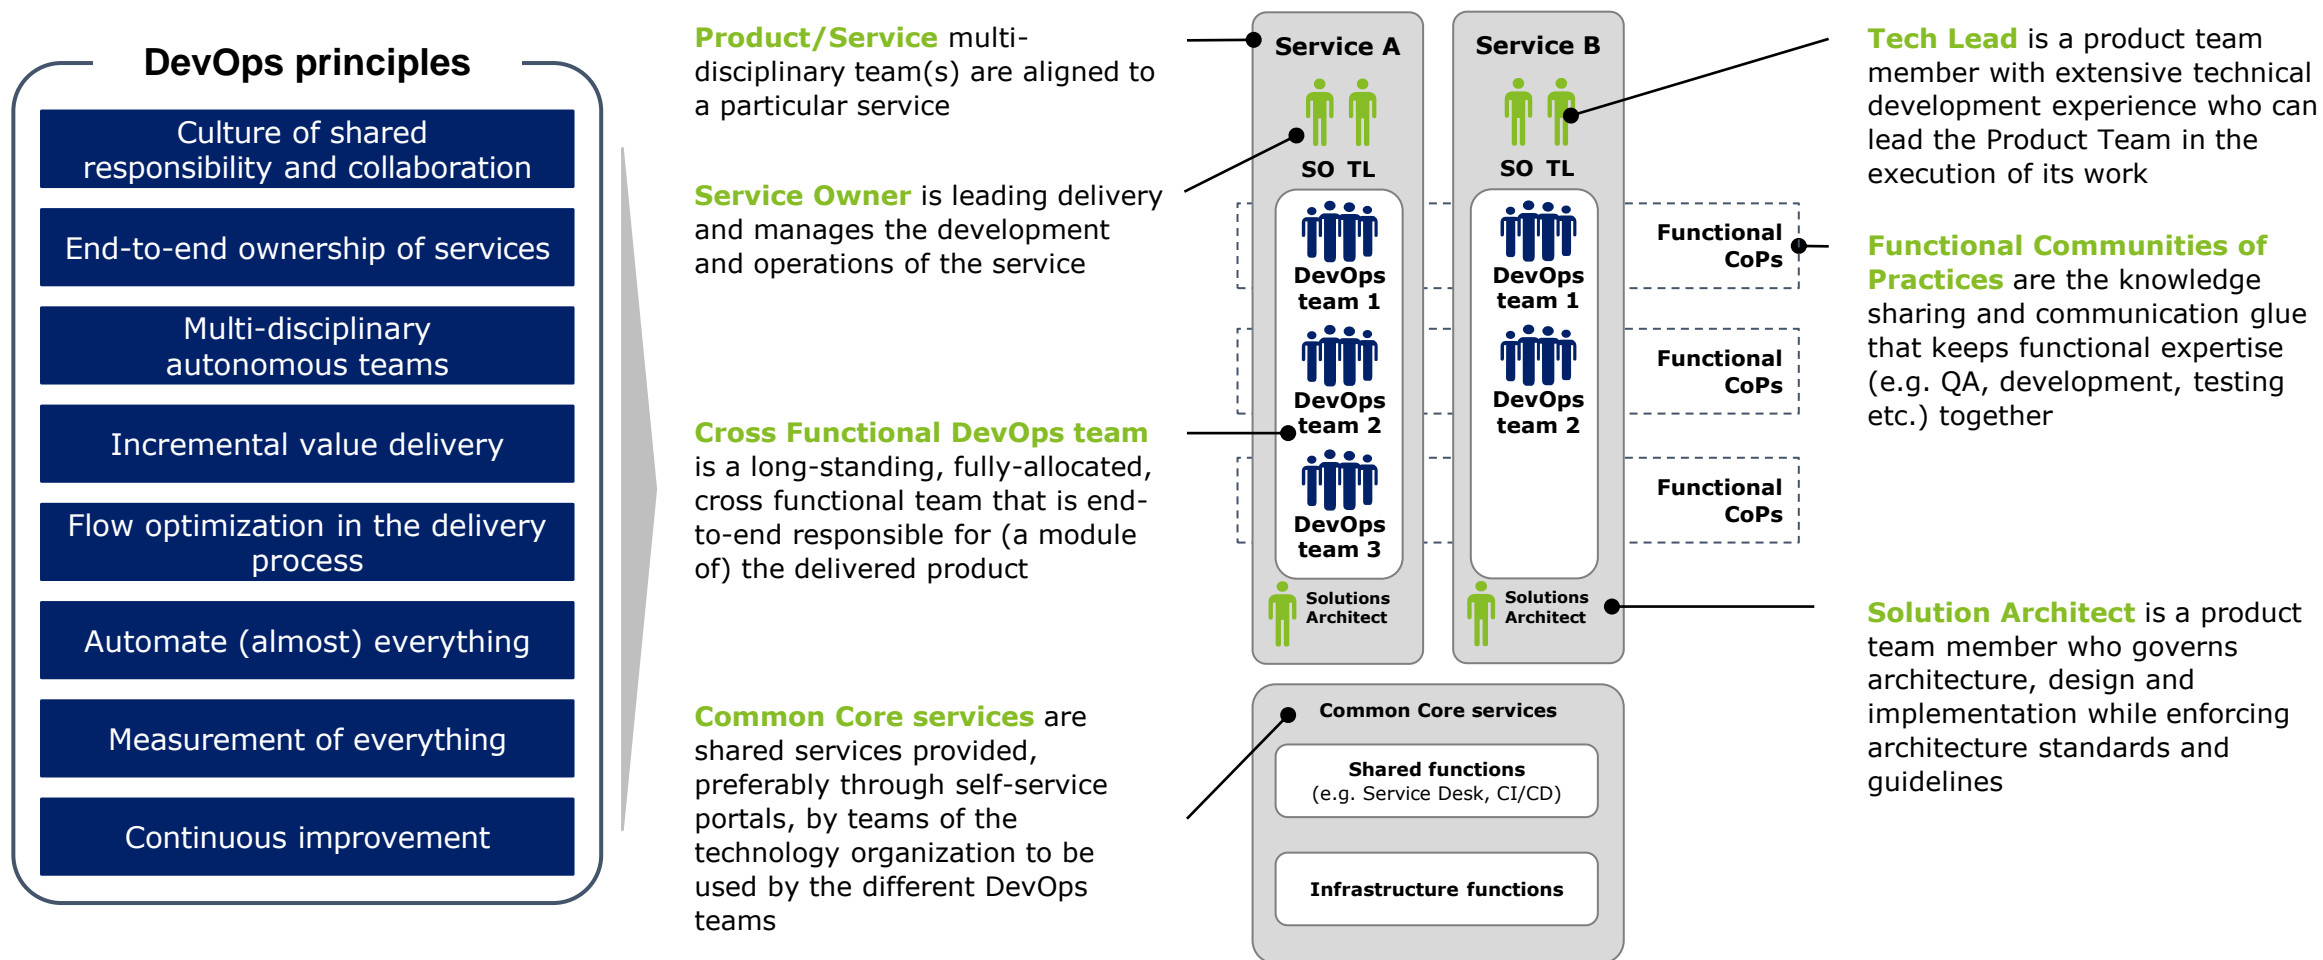 DevOps principles
Culture of shared
responsibility and collaboration
End-to-end ownership of services
Multi-disciplinary
autonomous teams
Incremental value delivery
Flow optimization in the delivery
process
Automate (almost) everything
Measurement of everything
Continuous improvement
Product/Service multi-
disciplinary team(s) are aligned to
a particular service
Service Owner is leading delivery
and manages the development
and operations of the service
Cross Functional DevOps team
is a long-standing, fully-allocated,
cross functional team that is end-
to-end responsible for (a module
of) the delivered product
Common Core services are
shared services provided,
preferably through self-service
portals, by teams of the
technology organization to be
used by the different DevOps
teams
Service A
SO TL
DevOps
team 1
DevOps
team 2
DevOps
team 3
Solutions
Architect
Service B
SO TL
DevOps
team 1
DevOps
team 2
Solutions
Architect
Functional
CoPs
Functional
CoPs
Functional
CoPs
Common Core services
Shared functions
(e.g. Service Desk, CI/CD)
Infrastructure functions
Tech Lead is a product team
member with extensive technical
development experience who can
lead the Product Team in the
execution of its work
Functional Communities of
Practices are the knowledge
sharing and communication glue
that keeps functional expertise
(e.g. QA, development, testing
etc.) together
Solution Architect is a product
team member who governs
architecture, design and
implementation while enforcing
architecture standards and
guidelines